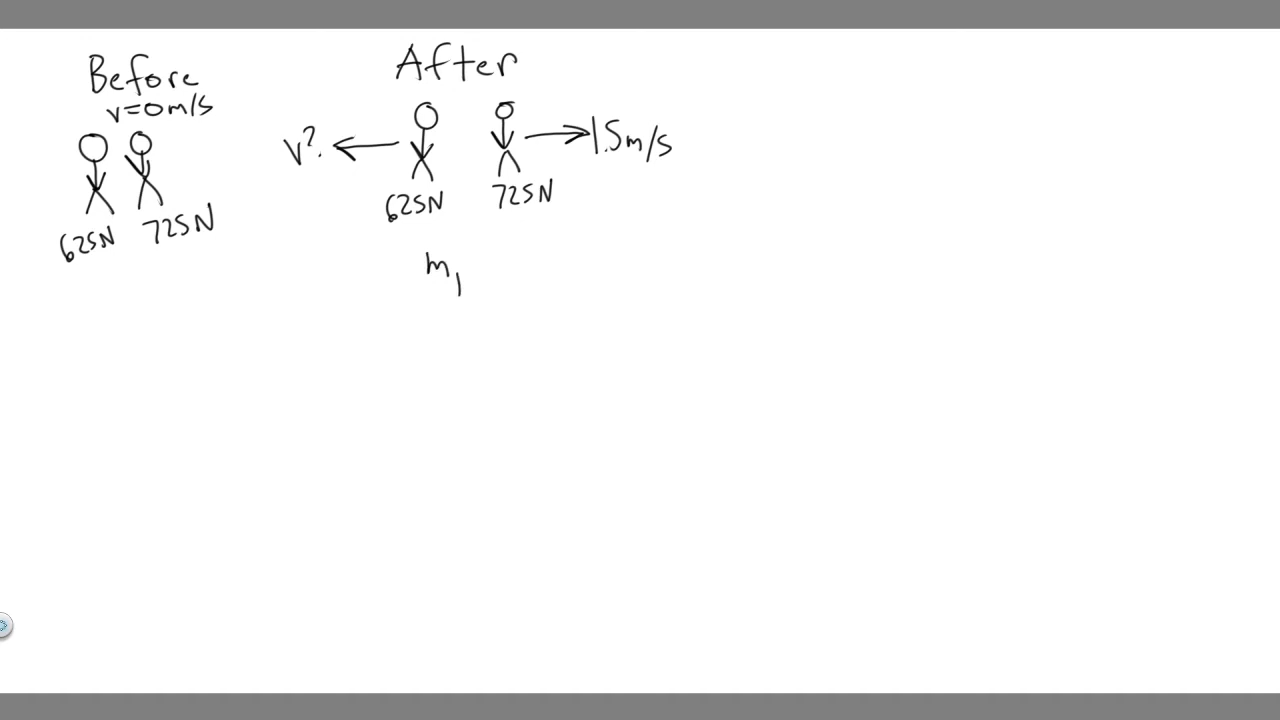 Before
v=0m/s
625N 725N
After
v? 1.5m/s
625N 725N
m₁